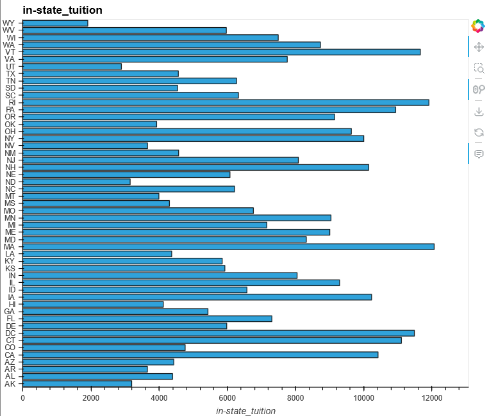 in-state_tuition
WY
WV
WI
WA
VT
VA
UT
TX
TN
SD
SC
RI
PA
OR
OK
OH
NY
NV
NM
NJ
NH
NE
ND
NC
MT
MS
MO
MN
MI
ME
MD
MA
LA
KY
KS
IN
IL
ID
IA
HI
GA
FL
DE
DC
CT
CO
CA
AZ
AR
AL
AK
0 2000 4000 6000 8000 10000 12000
in-state_tuition